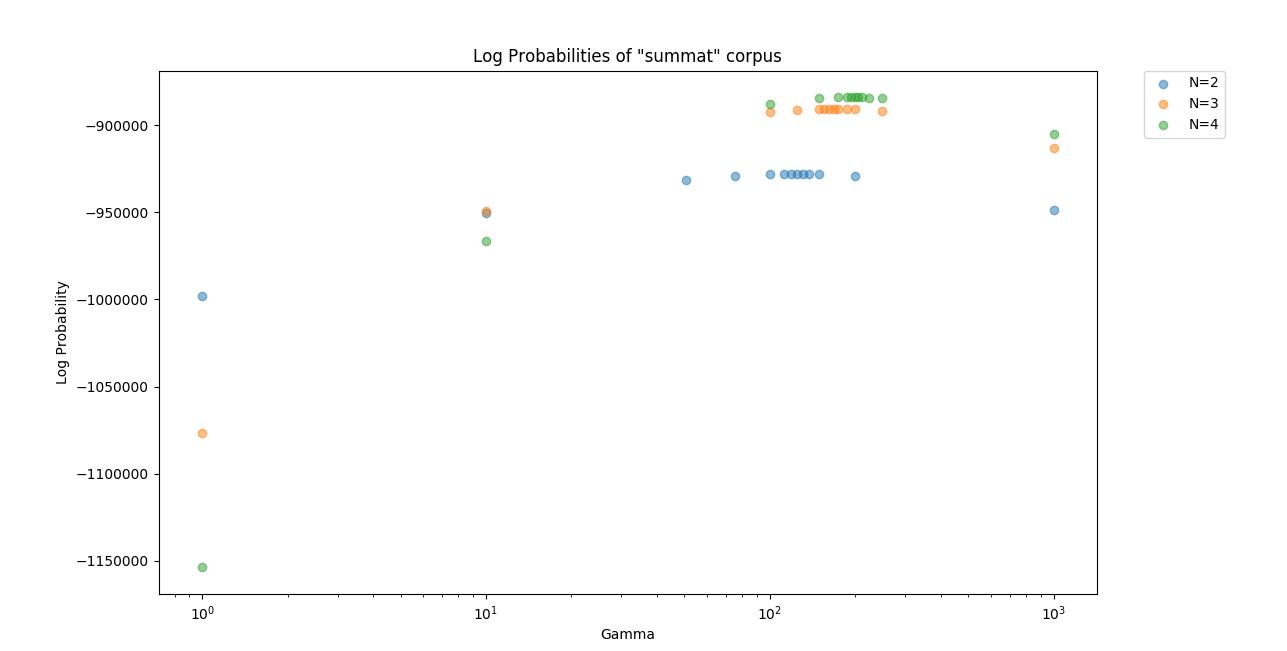 Log Probabilities of "summat" corpus
N=2
N=3
N=4
Log Probability
−900000
−950000
−1000000
−1050000
−1100000
−1150000
10⁰ 10¹ 10² 10³
Gamma